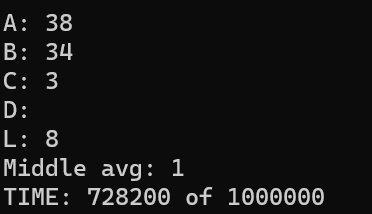 A: 38
B: 34
C: 3
D:
L: 8
Middle avg: 1
TIME: 728200 of 1000000